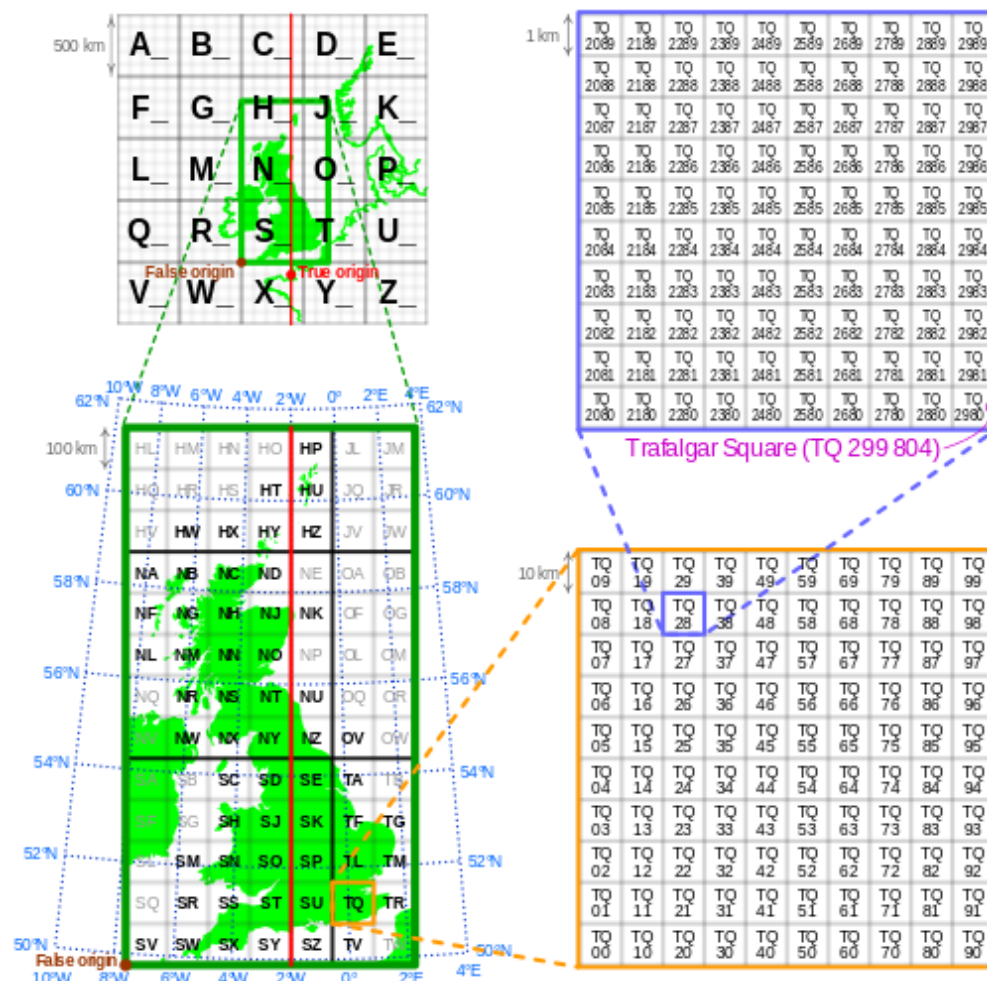 500 km
A_ B_ C_ D_ E_
F_ G_ H_ J_ K_
L_ M_ N_ O_ P_
Q_ R_ S_ T_ U_
False origin True origin
V_ W_ X_ Y_ Z_
1 km
TQ TQ TQ TQ TQ TQ TQ TQ TQ TQ
2089 2189 2289 2389 2489 2589 2689 2789 2889 2989
TQ TQ TQ TQ TQ TQ TQ TQ TQ TQ
2088 2188 2288 2388 2488 2588 2688 2788 2888 2988
TQ TQ TQ TQ TQ TQ TQ TQ TQ TQ
2087 2187 2287 2387 2487 2587 2687 2787 2887 2987
TQ TQ TQ TQ TQ TQ TQ TQ TQ TQ
2086 2186 2286 2386 2486 2586 2686 2786 2886 2986
TQ TQ TQ TQ TQ TQ TQ TQ TQ TQ
2085 2185 2285 2385 2485 2585 2685 2785 2885 2985
TQ TQ TQ TQ TQ TQ TQ TQ TQ TQ
2084 2184 2284 2384 2484 2584 2684 2784 2884 2984
TQ TQ TQ TQ TQ TQ TQ TQ TQ TQ
2083 2183 2283 2383 2483 2583 2683 2783 2883 2983
TQ TQ TQ TQ TQ TQ TQ TQ TQ TQ
2082 2182 2282 2382 2482 2582 2682 2782 2882 2982
TQ TQ TQ TQ TQ TQ TQ TQ TQ TQ
2081 2181 2281 2381 2481 2581 2681 2781 2881 2981
TQ TQ TQ TQ TQ TQ TQ TQ TQ TQ
2080 2180 2280 2380 2480 2580 2680 2780 2880 2980
Trafalgar Square (TQ 299 804)
10°W 8°W 6°W 4°W 2°W 0° 2°E 4°E
62°N 62°N
100 km HL HM HN HO HP JL JM
60°N HQ HR HS HT HU JQ JR 60°N
HV HW HX HY HZ JV JW
58°N NA NB NC ND NE OA OB 58°N
NF NG NH NJ NK OF OG
NL NM NN NO NP OL OM
56°N NQ NR NS NT NU OQ OR 56°N
NV NW NX NY NZ OV OW
54°N SA SB SC SD SE TA TB 54°N
SF SG SH SJ SK TF TG
52°N SL SM SN SO SP TL TM 52°N
SQ SR SS ST SU TQ TR
50°N SV SW SX SY SZ TV TW 50°N
False origin
10°W 8°W 6°W 4°W 2°W 0° 2°E 4°E
10 km
TQ TQ TQ TQ TQ TQ TQ TQ TQ TQ
09 19 29 39 49 59 69 79 89 99
TQ TQ TQ TQ TQ TQ TQ TQ TQ TQ
08 18 28 38 48 58 68 78 88 98
TQ TQ TQ TQ TQ TQ TQ TQ TQ TQ
07 17 27 37 47 57 67 77 87 97
TQ TQ TQ TQ TQ TQ TQ TQ TQ TQ
06 16 26 36 46 56 66 76 86 96
TQ TQ TQ TQ TQ TQ TQ TQ TQ TQ
05 15 25 35 45 55 65 75 85 95
TQ TQ TQ TQ TQ TQ TQ TQ TQ TQ
04 14 24 34 44 54 64 74 84 94
TQ TQ TQ TQ TQ TQ TQ TQ TQ TQ
03 13 23 33 43 53 63 73 83 93
TQ TQ TQ TQ TQ TQ TQ TQ TQ TQ
02 12 22 32 42 52 62 72 82 92
TQ TQ TQ TQ TQ TQ TQ TQ TQ TQ
01 11 21 31 41 51 61 71 81 91
TQ TQ TQ TQ TQ TQ TQ TQ TQ TQ
00 10 20 30 40 50 60 70 80 90